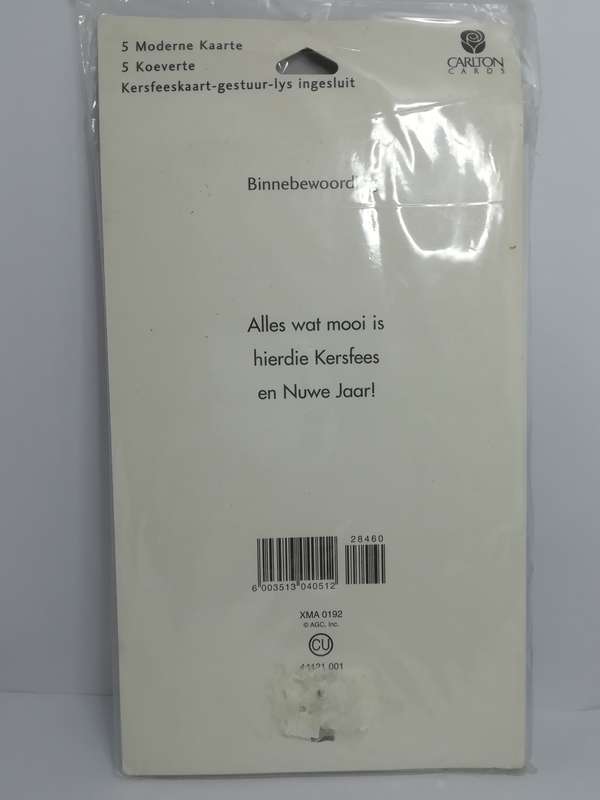 5 Moderne Kaarte
5 Koeverte
Kersfeeskaart-gestuur-lys ingesluit
CARLTON
CARDS
Alles wat mooi is
hierdie Kersfees
en Nuwe Jaar!
28460
6 003513 040512
XMA 0192
© AGC, Inc.
CU